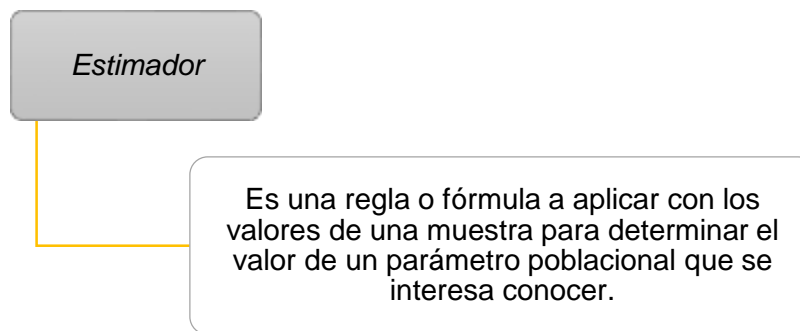 Estimador
Es una regla o fórmula a aplicar con los
valores de una muestra para determinar el
valor de un parámetro poblacional que se
interesa conocer.